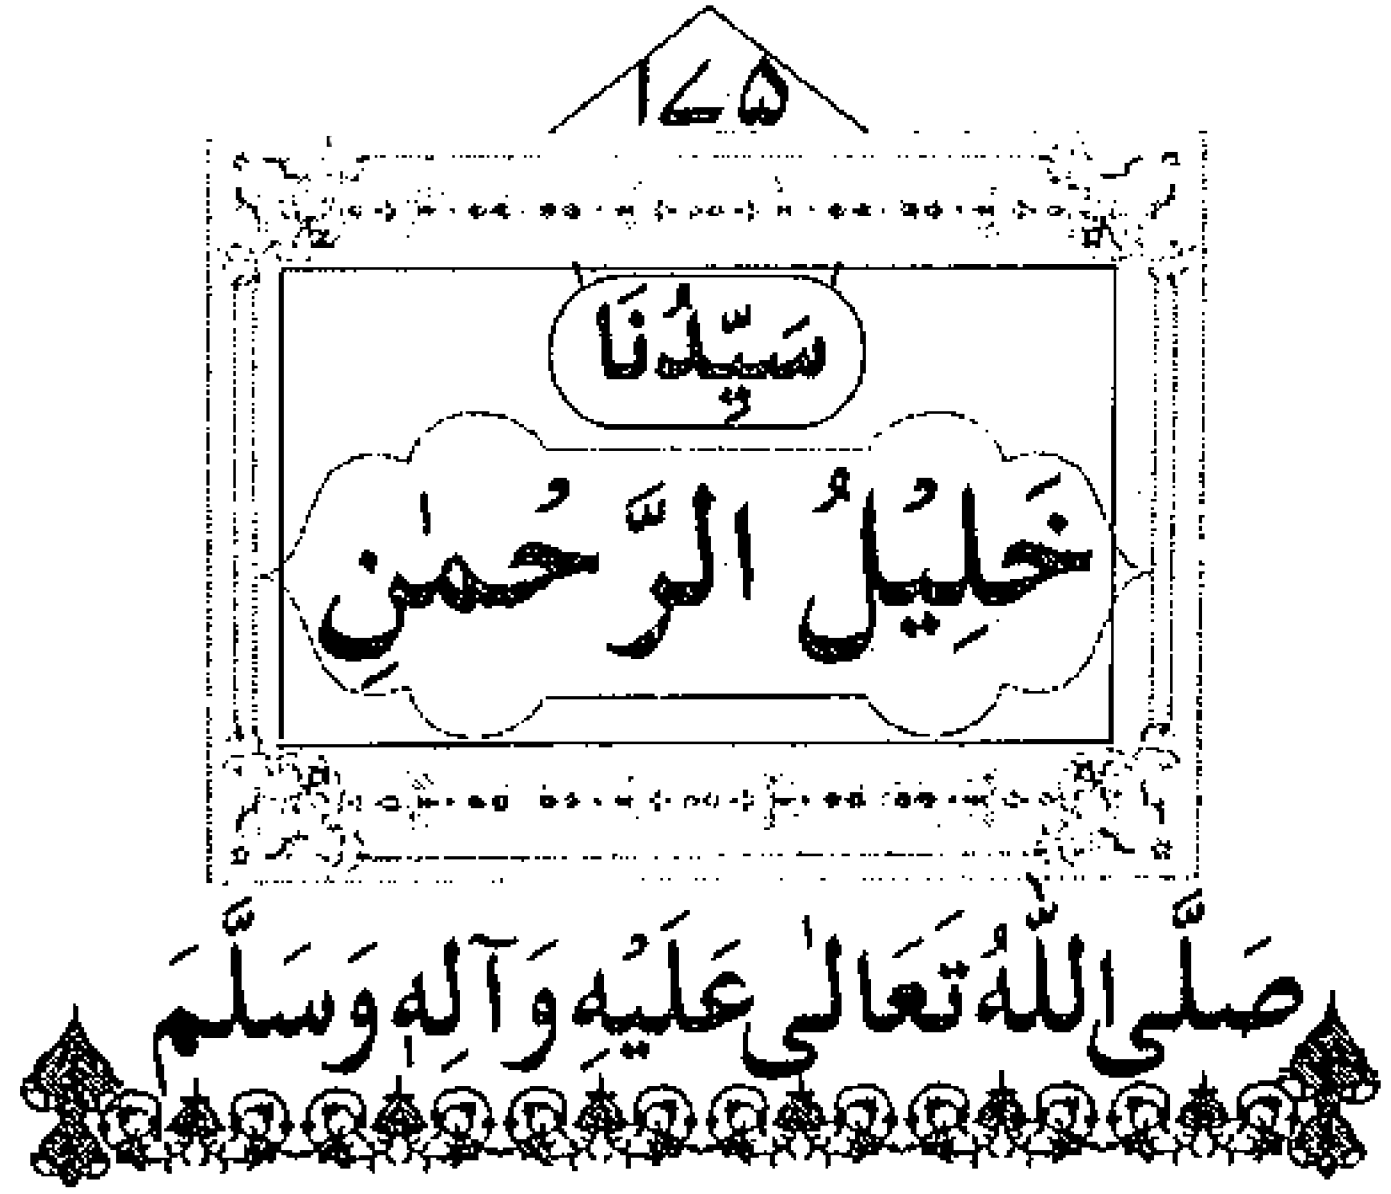 ۱۷۵
سَيِّدُنَا
خَلِيْلُ الرَّحْمٰنِ
صَلَّى اللّٰهُ تَعَالٰى عَلَيْهِ وَآلِهٖ وَسَلَّمَ